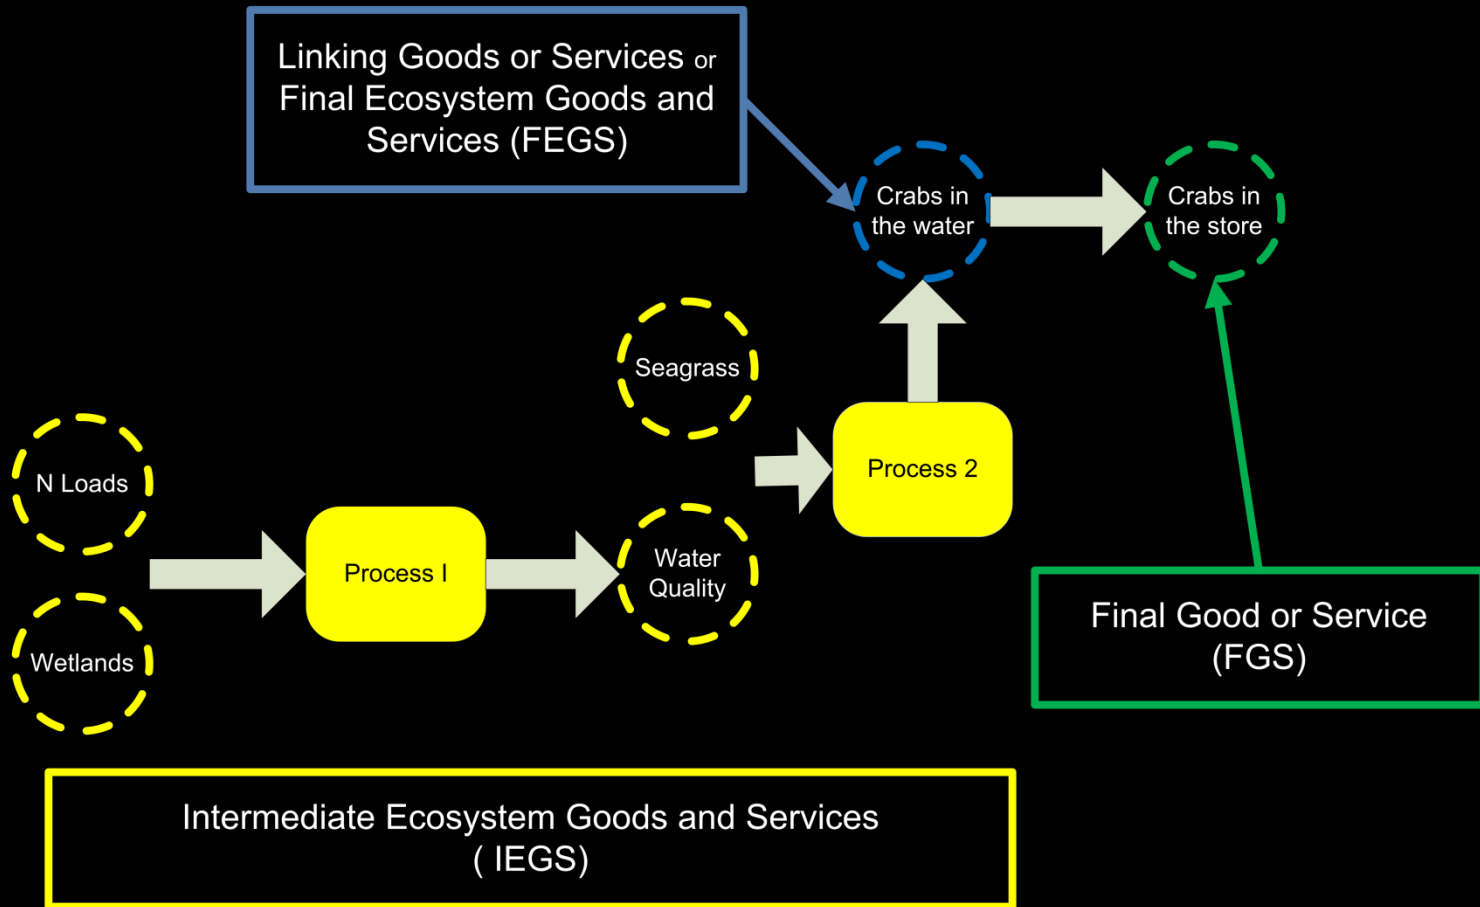 Linking Goods or Services or
Final Ecosystem Goods and
Services (FEGS)
Crabs in
the water
Crabs in
the store
Seagrass
N Loads
Process 2
Process I
Water
Quality
Wetlands
Final Good or Service
(FGS)
Intermediate Ecosystem Goods and Services
( IEGS)